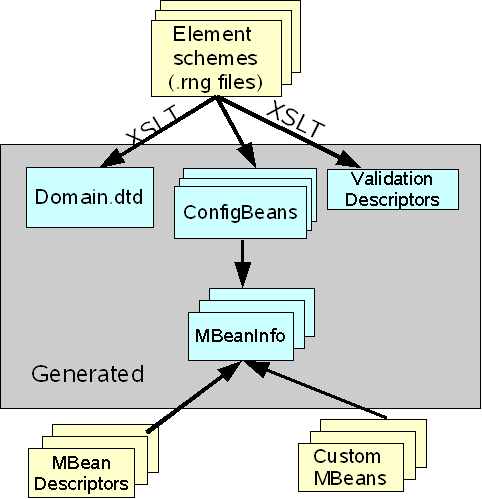 Element
schemes
(.rng files)
XSLT
XSLT
Domain.dtd
ConfigBeans
Validation
Descriptors
MBeanInfo
Generated
MBean
Descriptors
Custom
MBeans